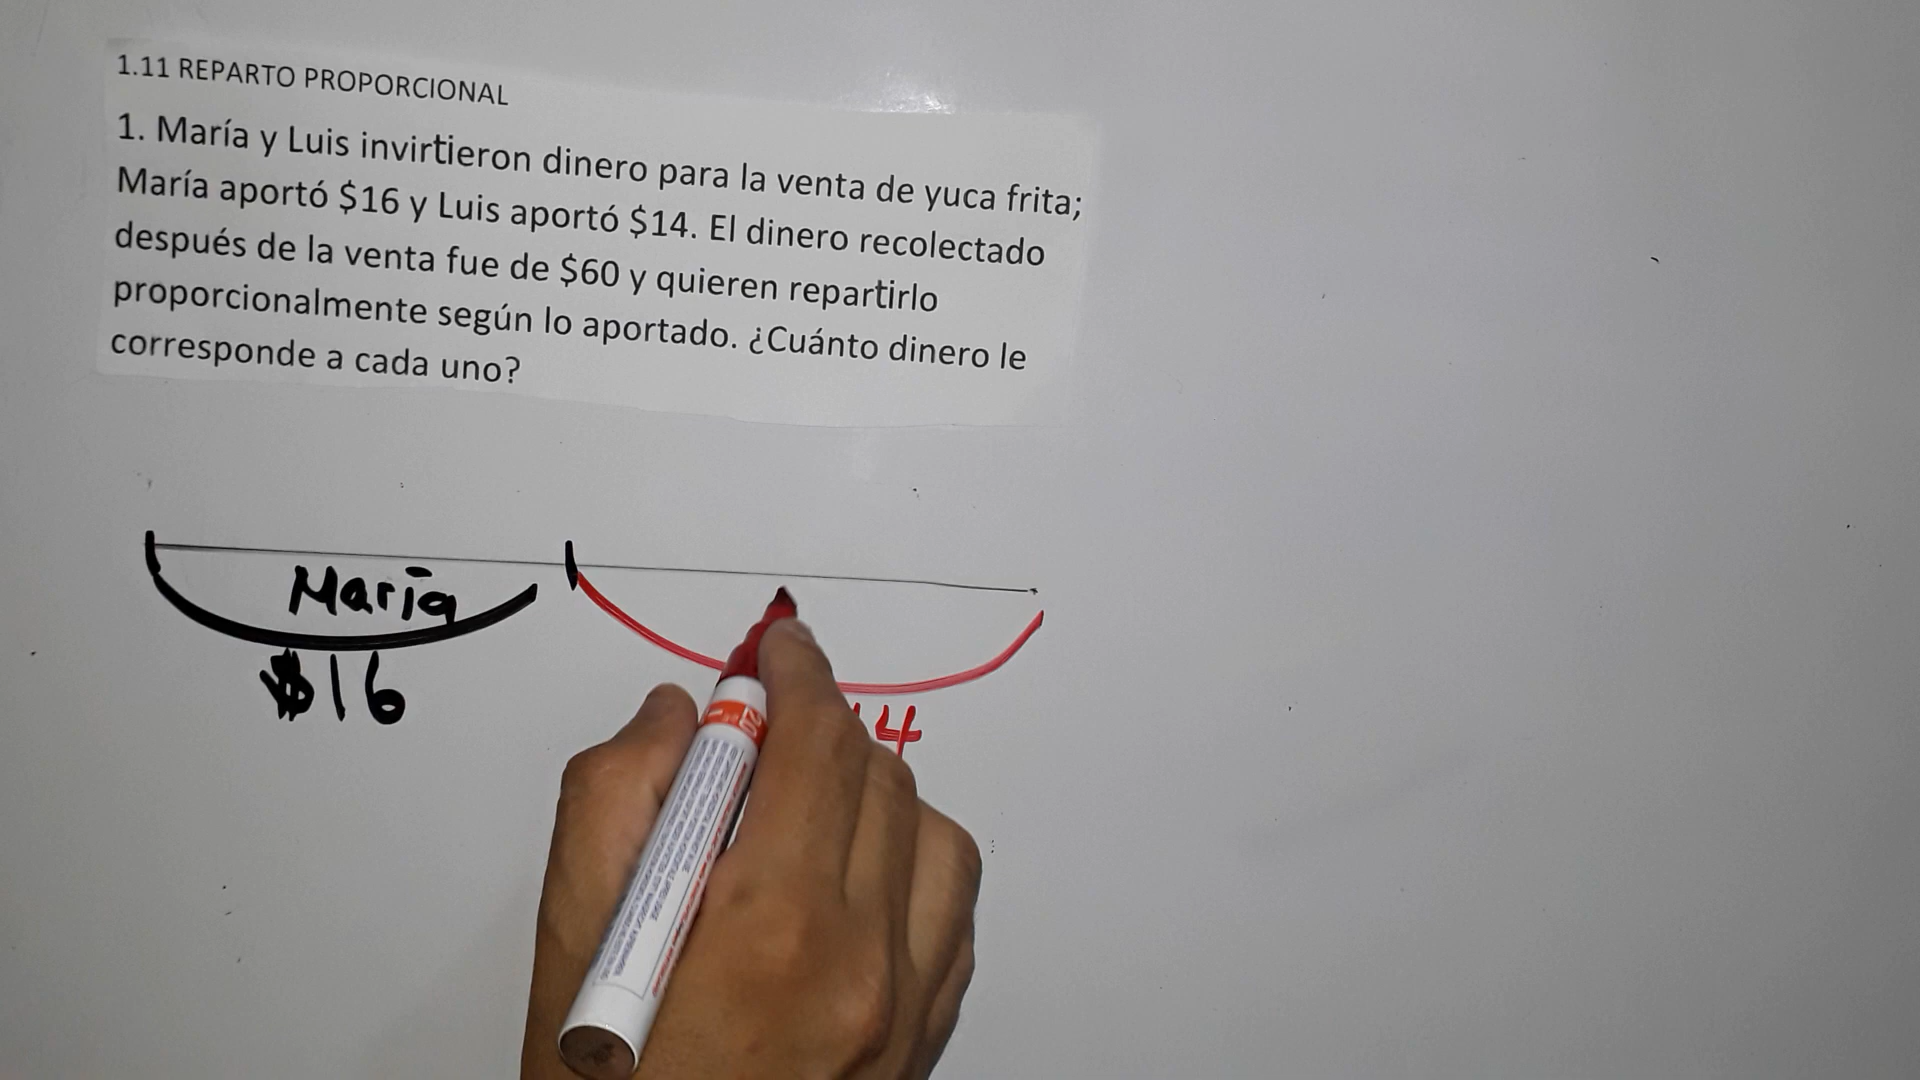 1.11 REPARTO PROPORCIONAL
1. María y Luis invirtieron dinero para la venta de yuca frita;
María aportó $16 y Luis aportó $14. El dinero recolectado
después de la venta fue de $60 y quieren repartirlo
proporcionalmente según lo aportado. ¿Cuánto dinero le
corresponde a cada uno?
María
$16
4